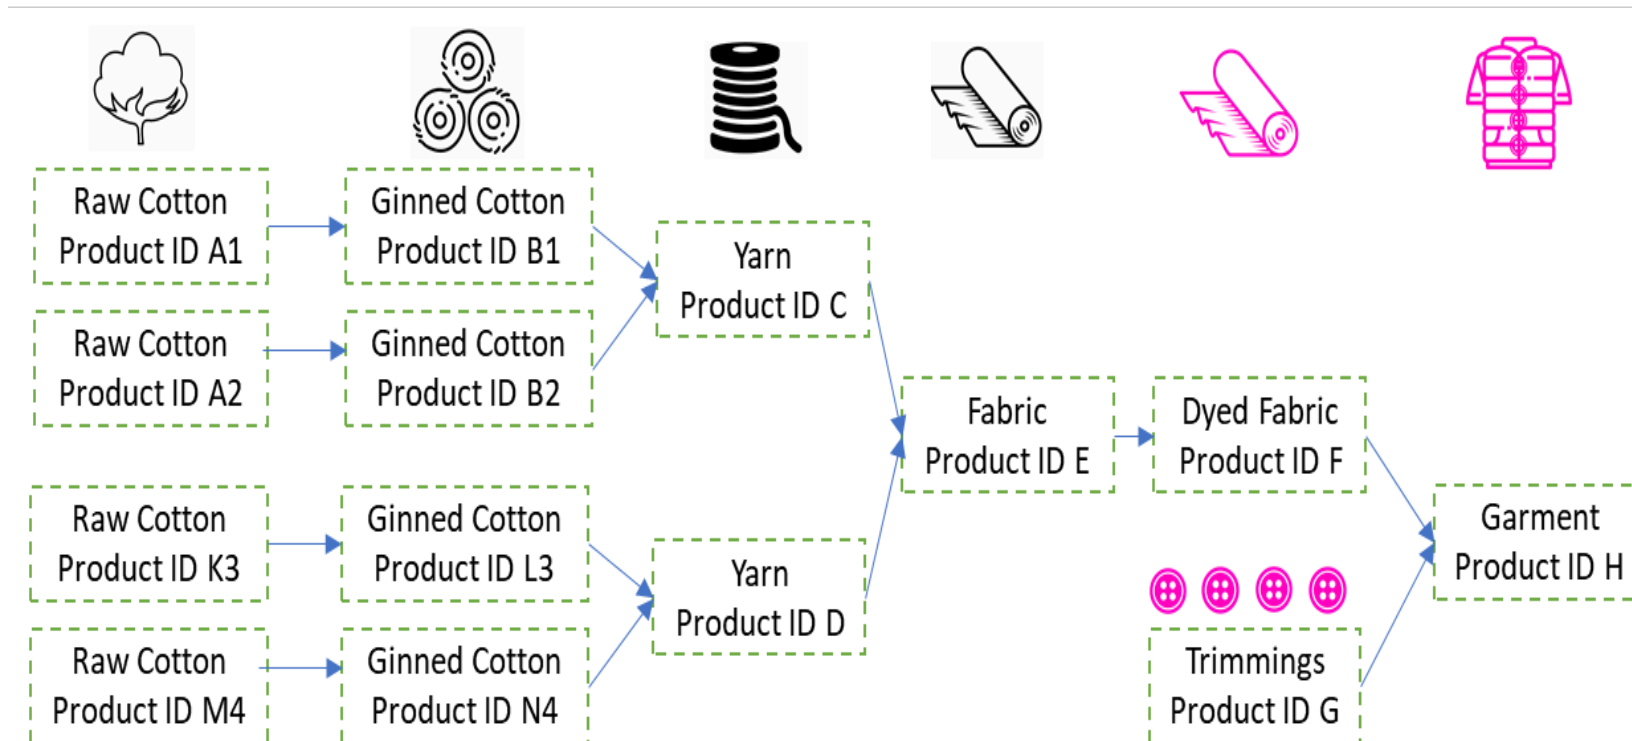 Raw Cotton
Product ID A1
Ginned Cotton
Product ID B1
Raw Cotton
Product ID A2
Ginned Cotton
Product ID B2
Yarn
Product ID C
Raw Cotton
Product ID K3
Ginned Cotton
Product ID L3
Raw Cotton
Product ID M4
Ginned Cotton
Product ID N4
Yarn
Product ID D
Fabric
Product ID E
Dyed Fabric
Product ID F
Trimmings
Product ID G
Garment
Product ID H